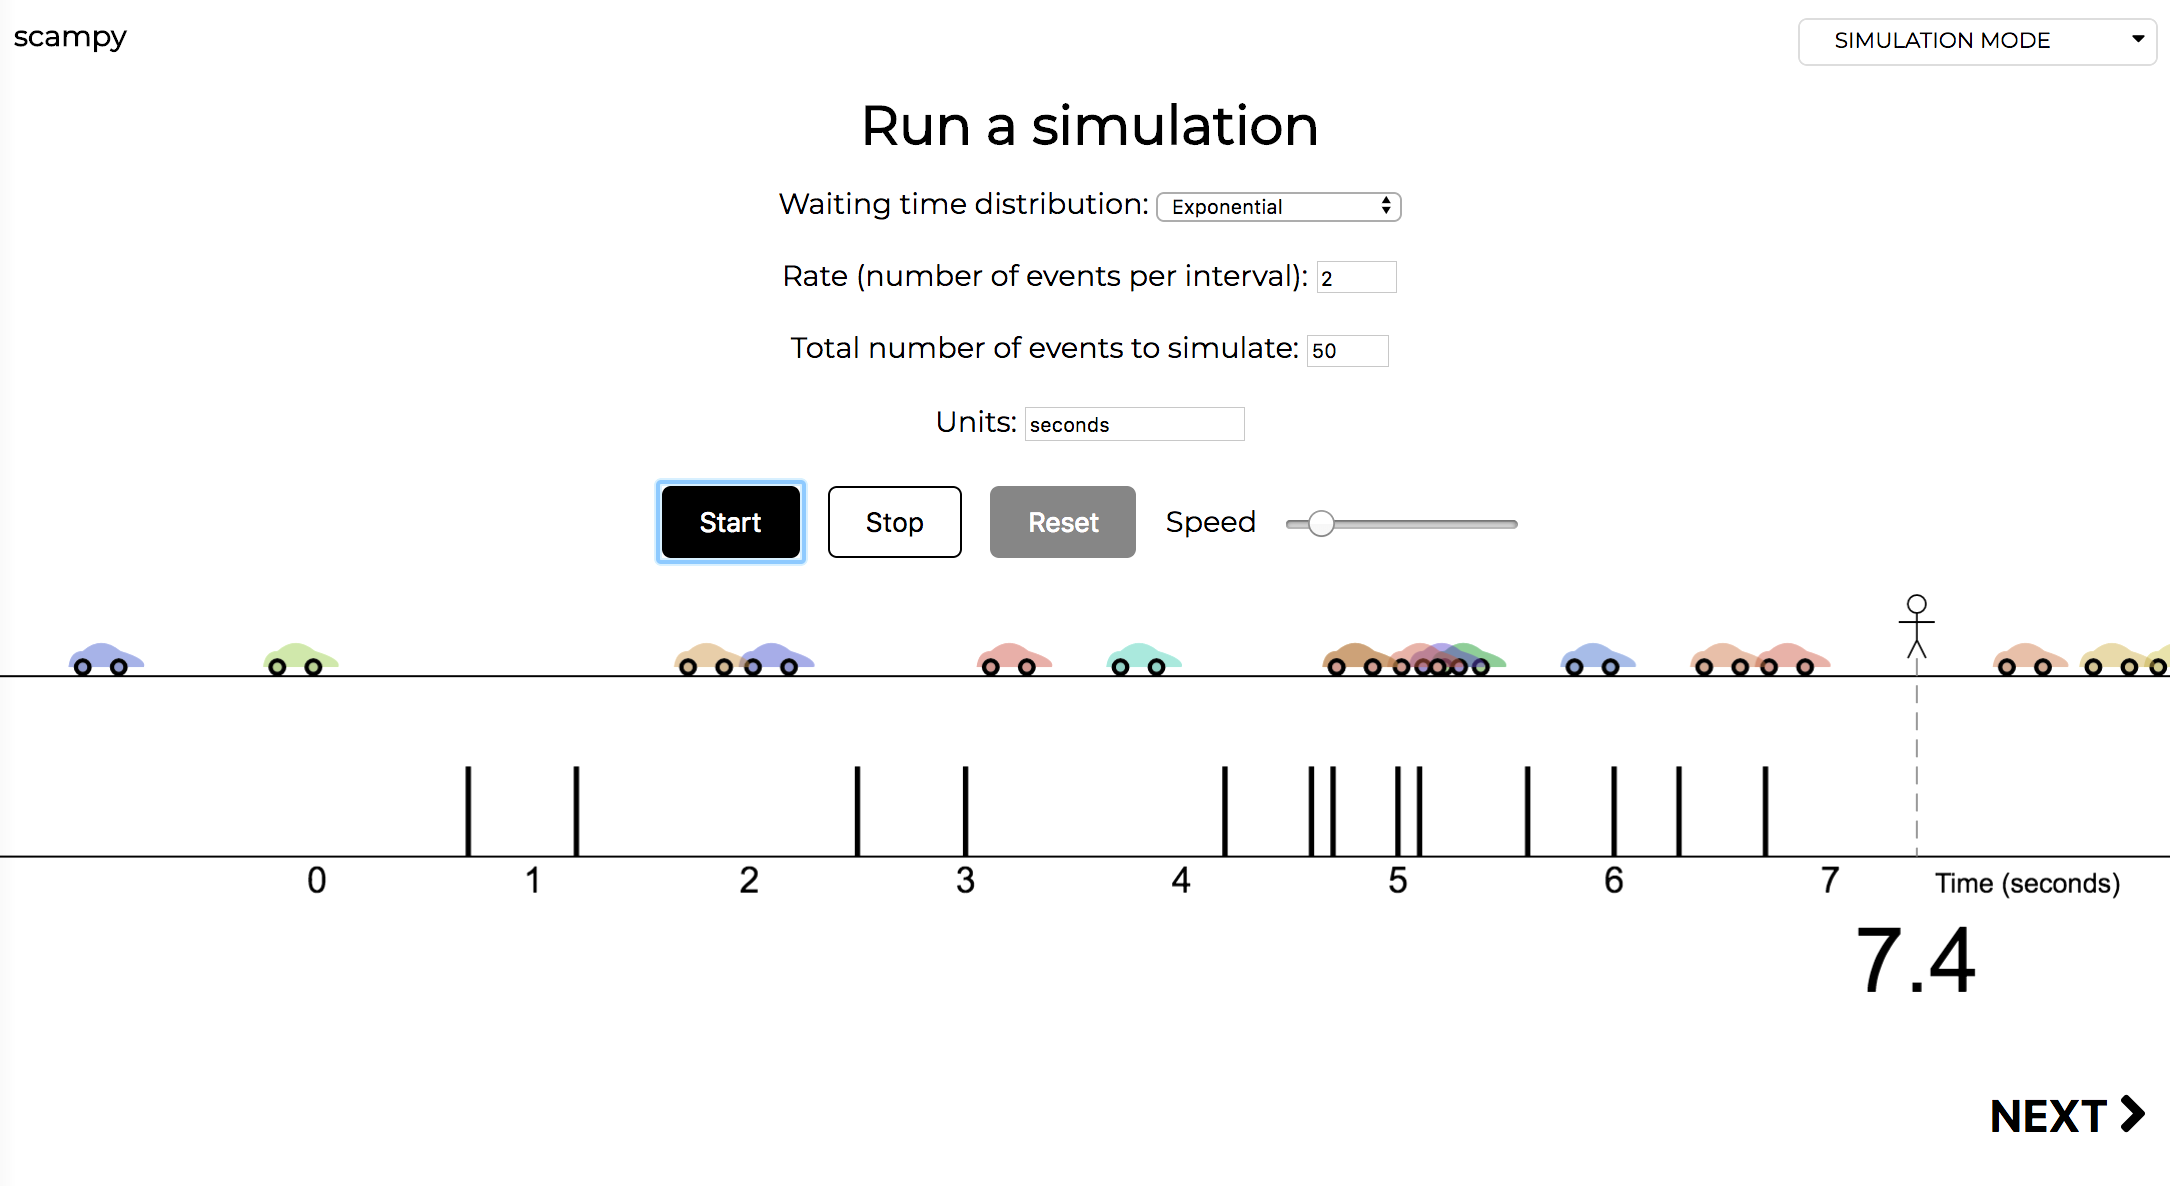 scampy
SIMULATION MODE
Run a simulation
Waiting time distribution: Exponential
Rate (number of events per interval): 2
Total number of events to simulate: 50
Units: seconds
Start Stop Reset Speed
0 1 2 3 4 5 6 7 Time (seconds)
7.4
NEXT